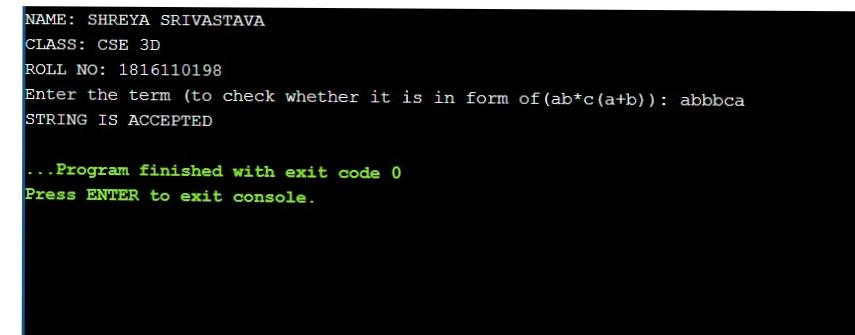 NAME: SHREYA SRIVASTAVA
CLASS: CSE 3D
ROLL NO: 1816110198
Enter the term (to check whether it is in form of(ab*c(a+b)): abbbca
STRING IS ACCEPTED
...Program finished with exit code 0
Press ENTER to exit console.